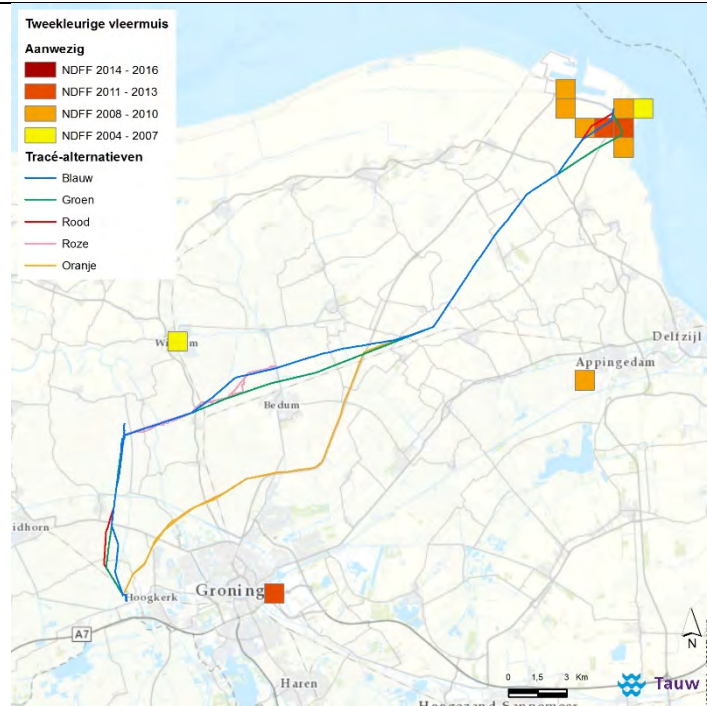 Tweekleurige vleermuis
Aanwezig
NDFF 2014 - 2016
NDFF 2011 - 2013
NDFF 2008 - 2010
NDFF 2004 - 2007
Tracé-alternatieven
Blauw
Groen
Rood
Roze
Oranje
Delfzijl
Appingedam
Bedum
idhorn
Hoogkerk
Groning
A7
Haren
N
0 1,5 3 Km
Tauw